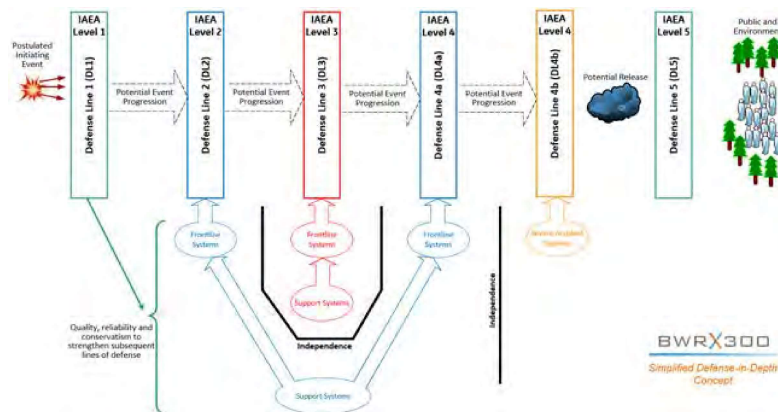 IAEA
Level 1
Defense Line 1 (DL1)
IAEA
Level 2
Defense Line 2 (DL2)
IAEA
Level 3
Defense Line 3 (DL3)
IAEA
Level 4
Defense Line 4a (DL4a)
IAEA
Level 4
Defense Line 4b (DL4b)
IAEA
Level 5
Defense Line 5 (DL5)
Public and
Postulated
Initiating
Event
Potential Event
Progression
Potential Event
Progression
Potential Event
Progression
Potential Event
Progression
Potential Release
Frontline
Systems
Frontline
Systems
Frontline
Systems
Systems
Support Systems
Independence
Independence
Quality, reliability and
conservatism to
strengthen subsequent
lines of defense
Support Systems
BWRX300
Simplified Defense-in-Depth
Concept